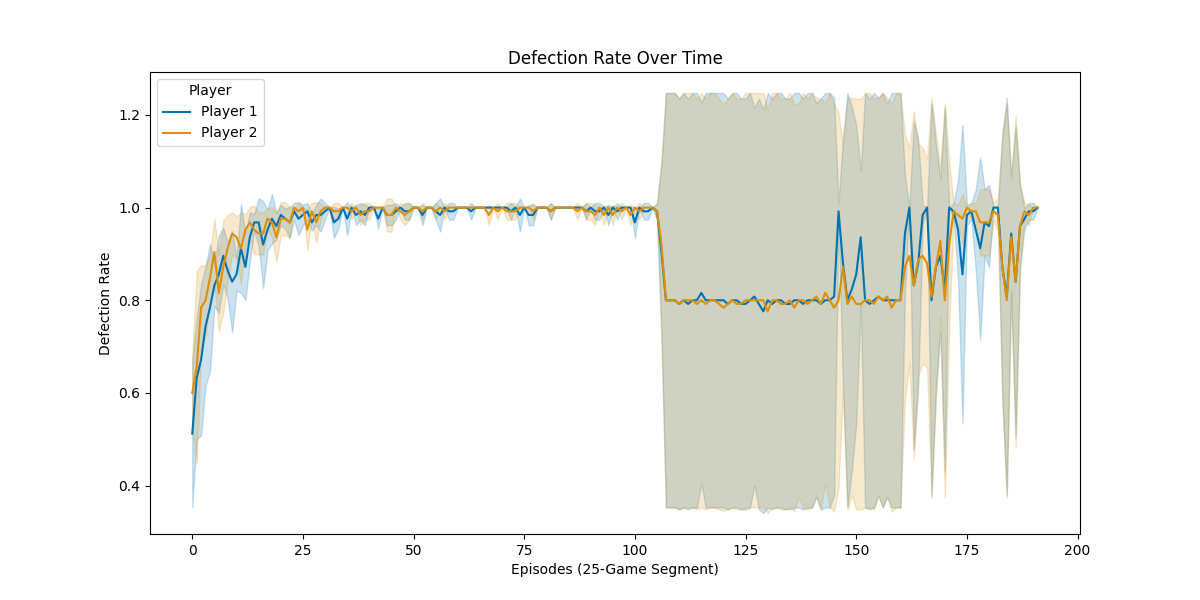 Defection Rate Over Time
Player
Player 1
Player 2
Defection Rate
1.2
1.0
0.8
0.6
0.4
0 25 50 75 100 125 150 175 200
Episodes (25-Game Segment)